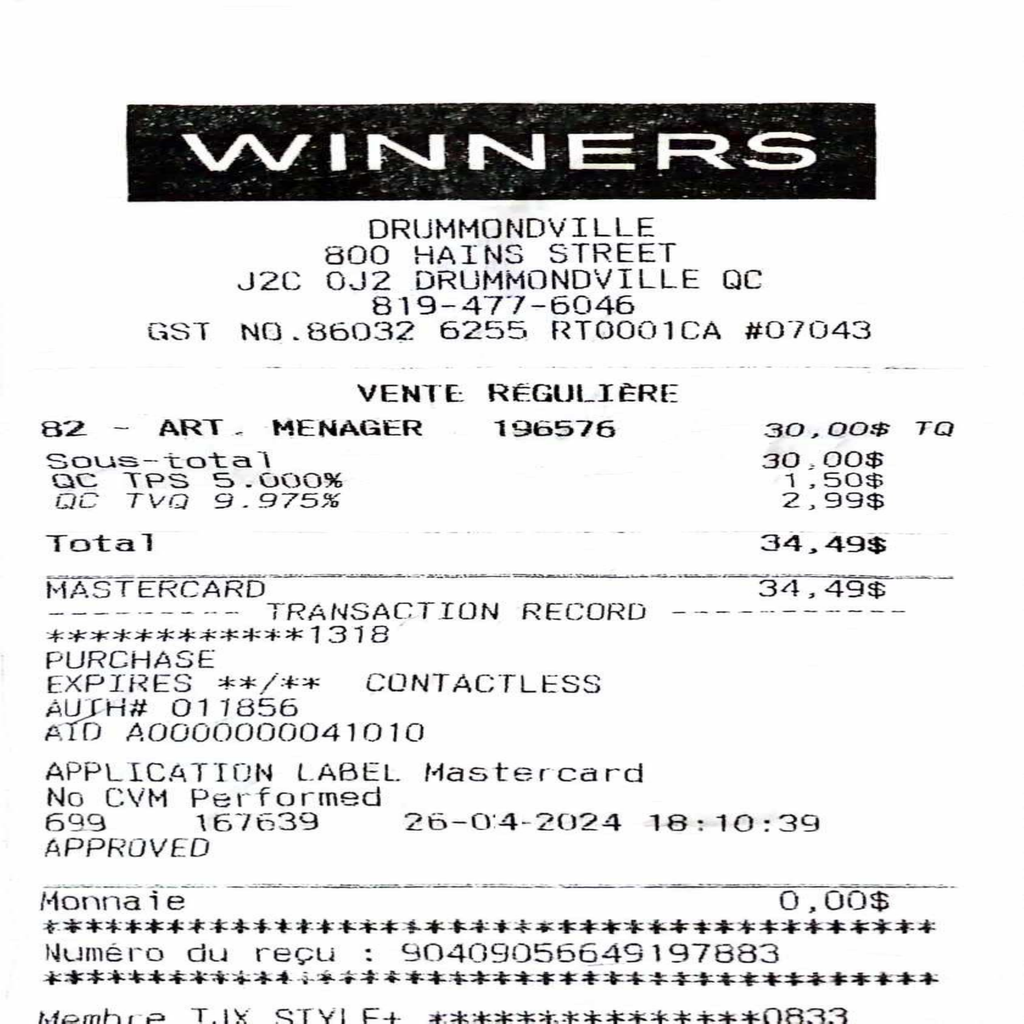 WINNERS
DRUMMONDVILLE
800 HAINS STREET
J2C 0J2 DRUMMONDVILLE QC
819-477-6046
GST NO.86032 6255 RT0001CA #07043
VENTE RÉGULIÈRE
82 - ART. MENAGER 196576 30,00$ TQ
Sous-total 30,00$
QC TPS 5.000% 1,50$
QC TVQ 9.975% 2,99$
Total 34,49$
MASTERCARD 34,49$
--------- TRANSACTION RECORD -----------
************1318
PURCHASE
EXPIRES **/** CONTACTLESS
AUTH# 011856
AID A0000000041010
APPLICATION LABEL Mastercard
No CVM Performed
699 167639 26-04-2024 18:10:39
APPROVED
Monnaie 0,00$
***************************************
Numéro du reçu : 9040905664919788​3
***************************************
Membre TJX STYLE+ ***************0833